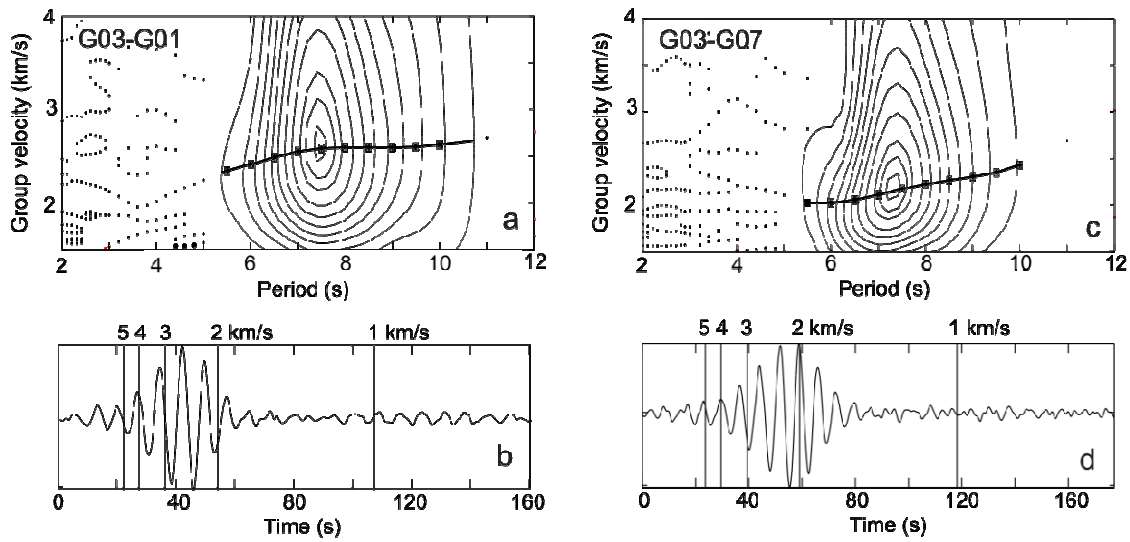 G03-G01
a
Group velocity (km/s)
4
3
2
2 4 6 8 10 12
Period (s)
G03-G07
c
Group velocity (km/s)
4
3
2
2 4 6 8 10 12
Period (s)
5 4 3 2 km/s 1 km/s
b
0 40 80 120 160
Time (s)
5 4 3 2 km/s 1 km/s
d
0 40 80 120 160
Time (s)